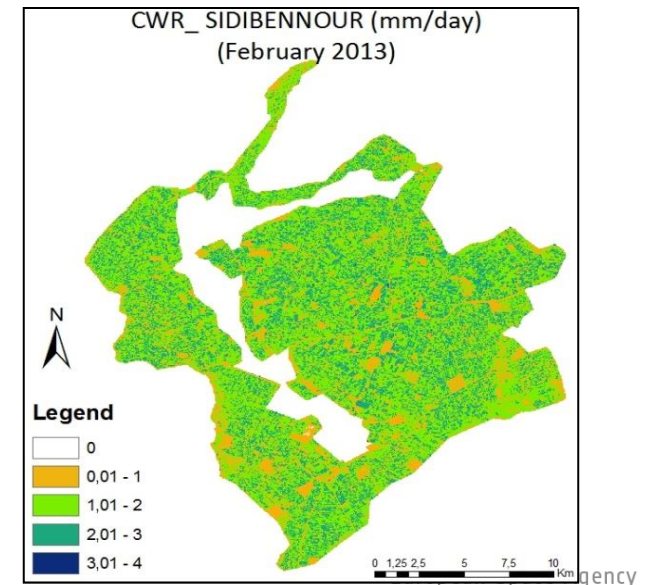 CWR_ SIDIBENNOUR (mm/day)
(February 2013)
N
Legend
0
0,01 - 1
1,01 - 2
2,01 - 3
3,01 - 4
0 1,25 2,5 5 7,5 10
Km
gency